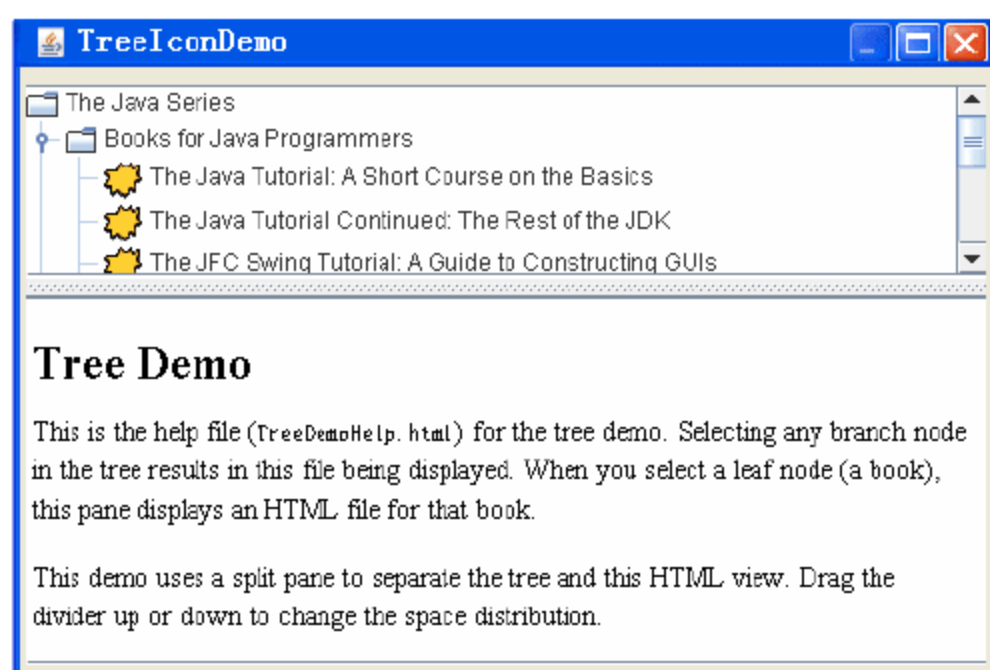 TreeIconDemo
The Java Series
Books for Java Programmers
The Java Tutorial: A Short Course on the Basics
The Java Tutorial Continued: The Rest of the JDK
The JFC Swing Tutorial: A Guide to Constructing GUIs
Tree Demo
This is the help file (TreeDemoHelp.html) for the tree demo. Selecting any branch node
in the tree results in this file being displayed. When you select a leaf node (a book),
this pane displays an HTML file for that book.
This demo uses a split pane to separate the tree and this HTML view. Drag the
divider up or down to change the space distribution.